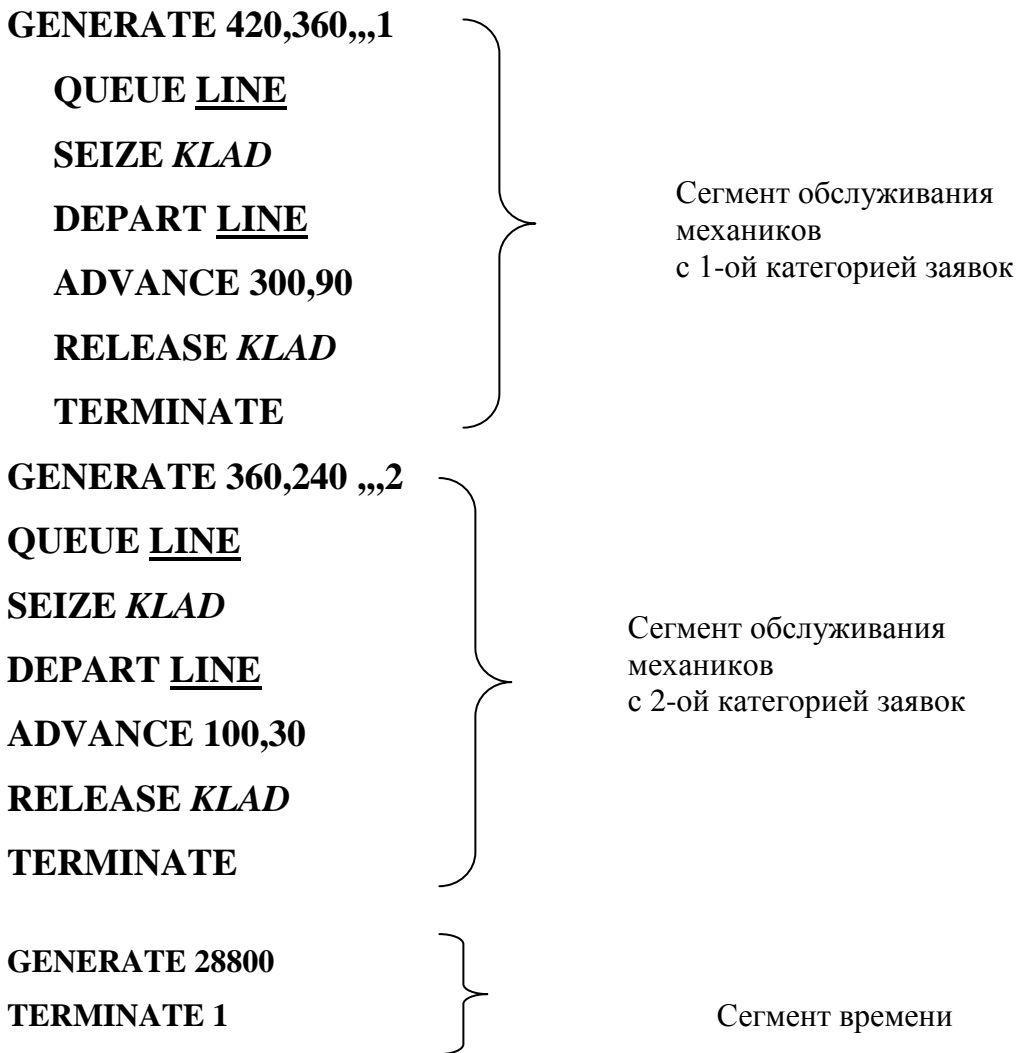 GENERATE 420,360,,,1
QUEUE LINE
SEIZE KLAD
DEPART LINE
ADVANCE 300,90
RELEASE KLAD
TERMINATE
Сегмент обслуживания
механиков
с 1-ой категорией заявок
GENERATE 360,240 ,,,2
QUEUE LINE
SEIZE KLAD
DEPART LINE
ADVANCE 100,30
RELEASE KLAD
TERMINATE
Сегмент обслуживания
механиков
с 2-ой категорией заявок
GENERATE 28800
TERMINATE 1
Сегмент времени